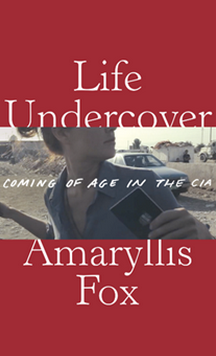 Life
Undercover
COMING OF AGE IN THE CIA
Amaryllis
Fox